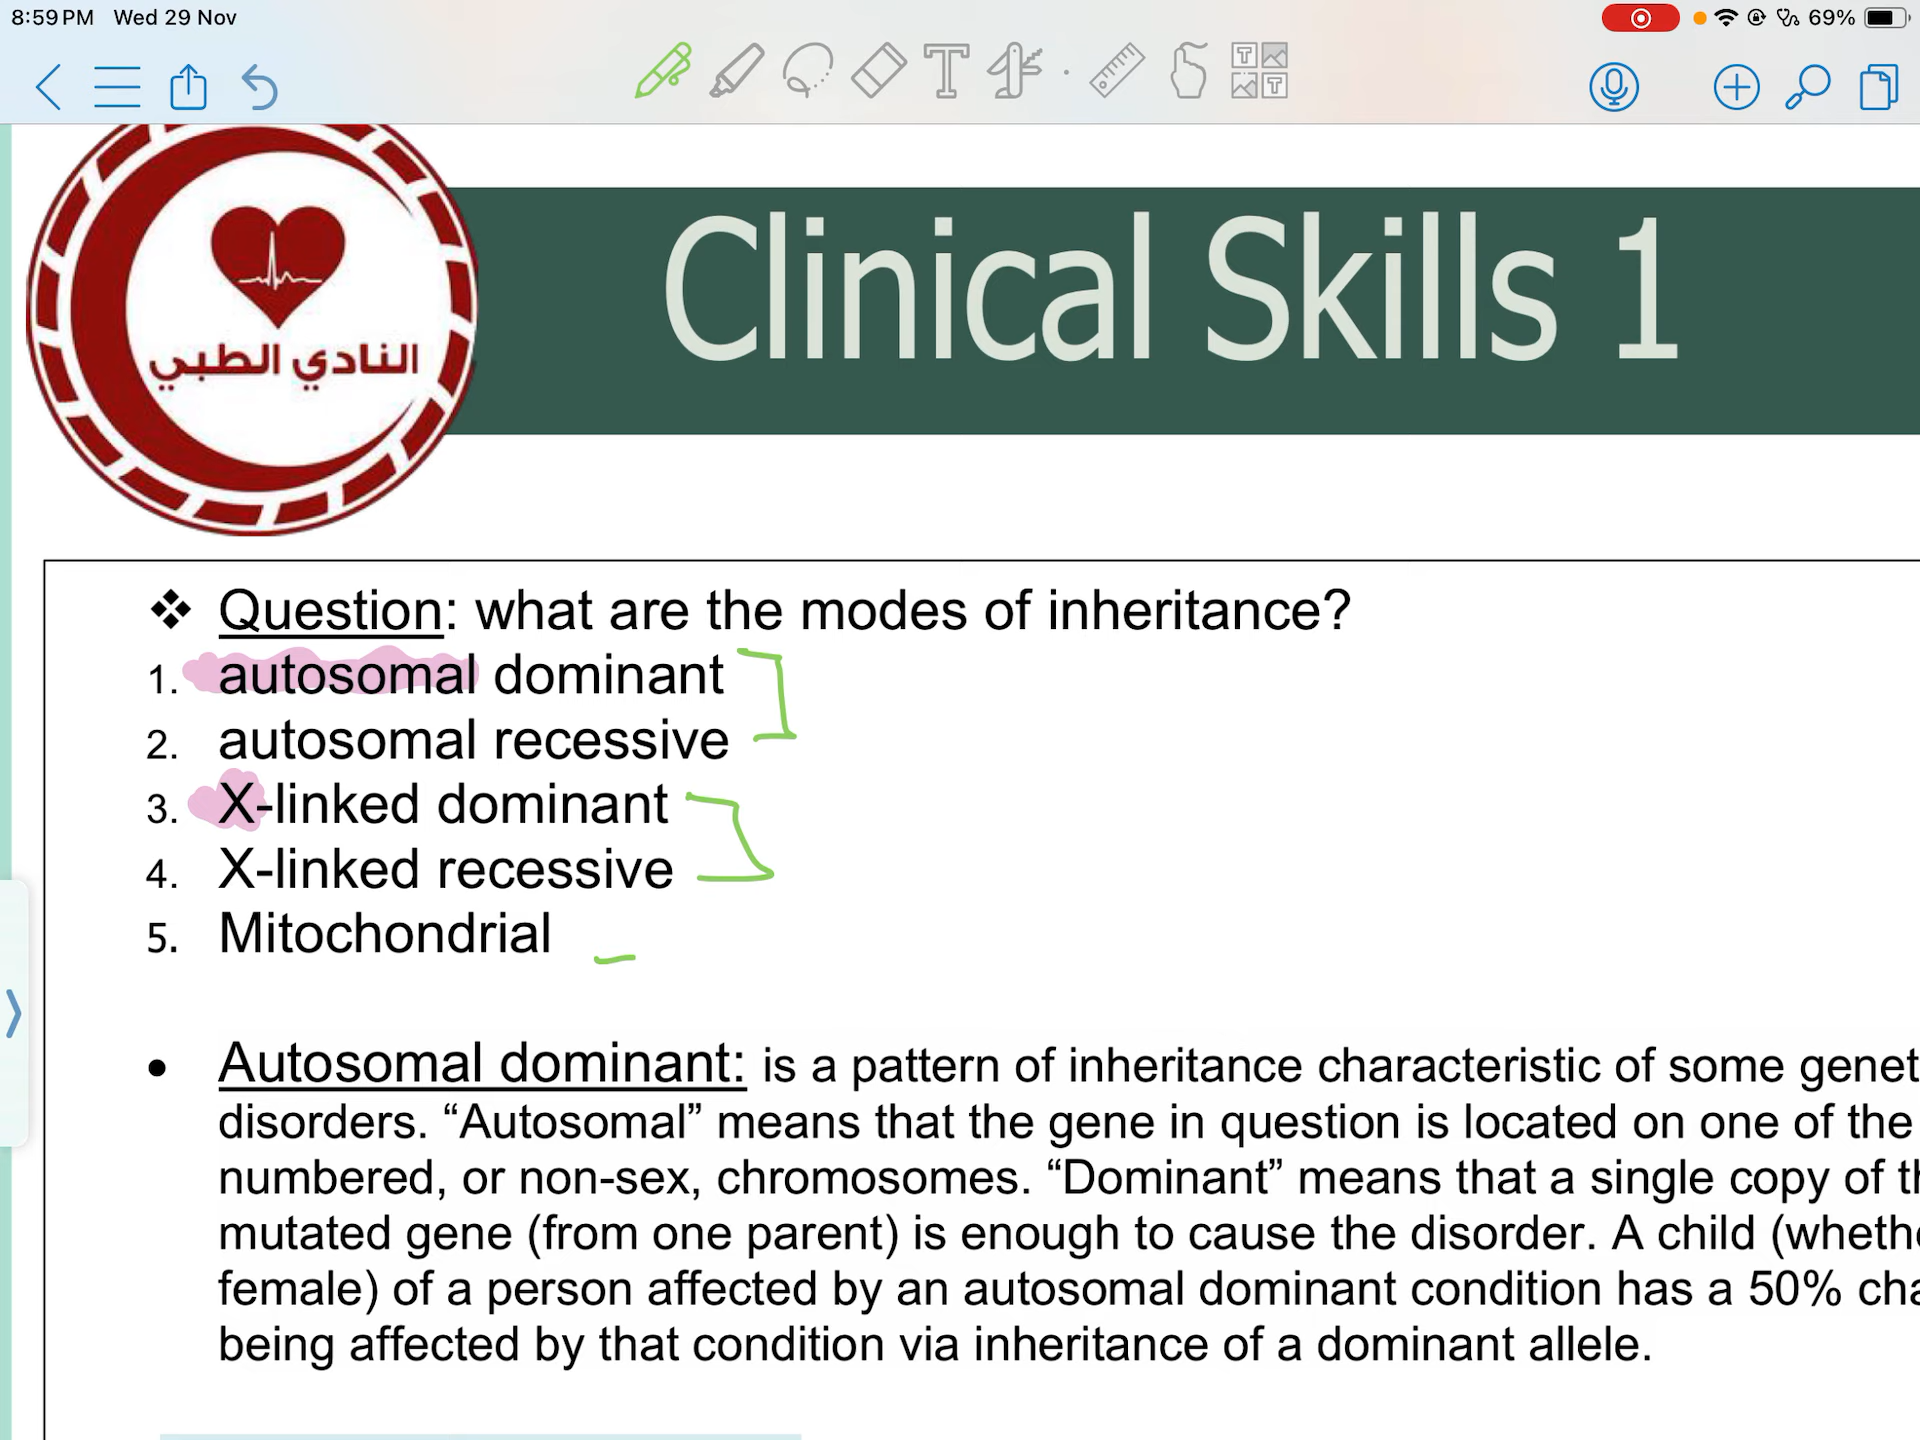 8:59 PM Wed 29 Nov
69%
Clinical Skills 1
النادي الطبي
❖ Question: what are the modes of inheritance?
1. autosomal dominant
2. autosomal recessive
3. X-linked dominant
4. X-linked recessive
5. Mitochondrial
• Autosomal dominant: is a pattern of inheritance characteristic of some genet
disorders. “Autosomal” means that the gene in question is located on one of the
numbered, or non-sex, chromosomes. “Dominant” means that a single copy of th
mutated gene (from one parent) is enough to cause the disorder. A child (wheth
female) of a person affected by an autosomal dominant condition has a 50% cha
being affected by that condition via inheritance of a dominant allele.